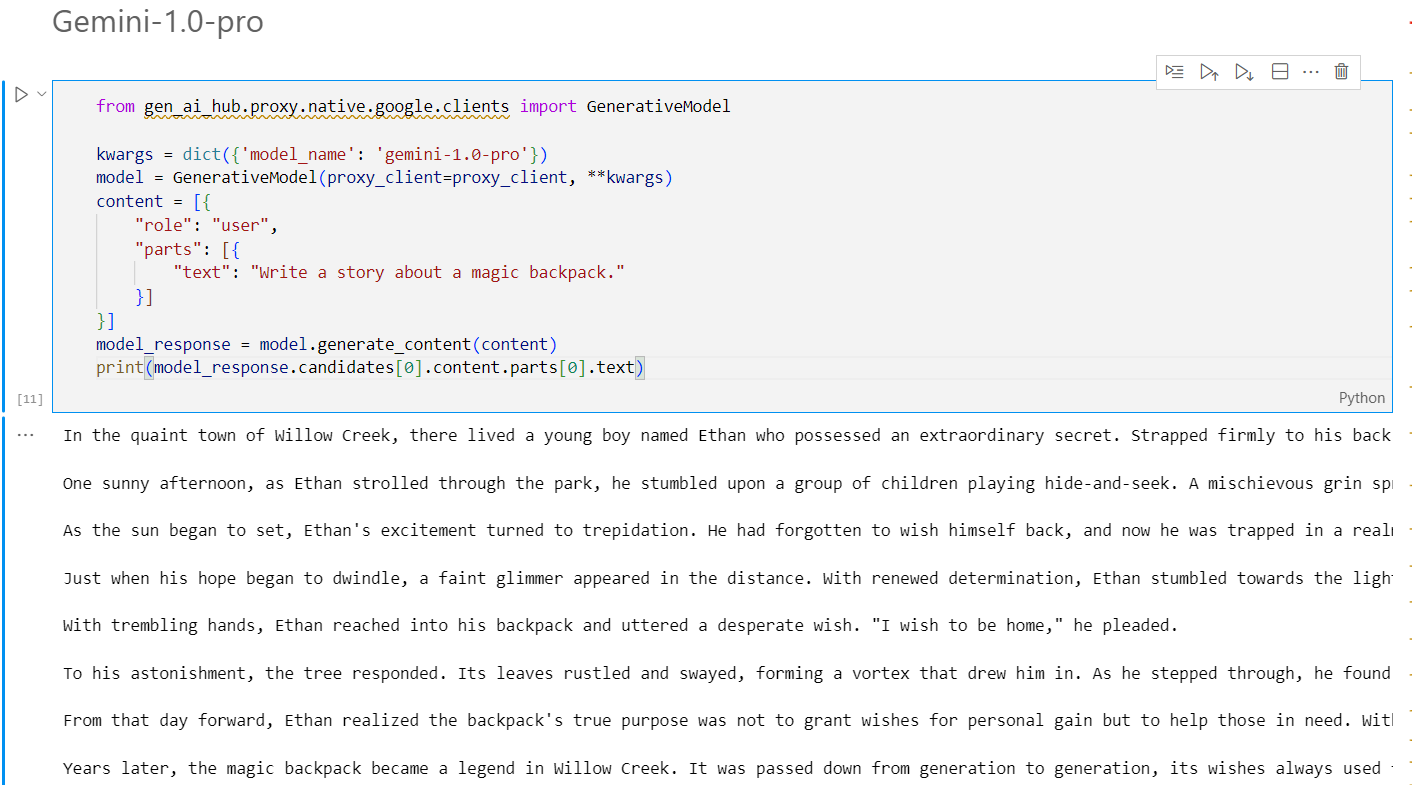 Gemini-1.0-pro
from gen_ai_hub.proxy.native.google.clients import GenerativeModel
kwargs = dict({'model_name': 'gemini-1.0-pro'})
model = GenerativeModel(proxy_client=proxy_client, **kwargs)
content = [{
"role": "user",
"parts": [{
"text": "Write a story about a magic backpack."
}]
}]
model_response = model.generate_content(content)
print(model_response.candidates[0].content.parts[0].text)
[11]
Python
In the quaint town of Willow Creek, there lived a young boy named Ethan who possessed an extraordinary secret. Strapped firmly to his back
One sunny afternoon, as Ethan strolled through the park, he stumbled upon a group of children playing hide-and-seek. A mischievous grin
As the sun began to set, Ethan's excitement turned to trepidation. He had forgotten to wish himself back, and now he was trapped in a
Just when his hope began to dwindle, a faint glimmer appeared in the distance. With renewed determination, Ethan stumbled towards the
With trembling hands, Ethan reached into his backpack and uttered a desperate wish. "I wish to be home," he pleaded.
To his astonishment, the tree responded. Its leaves rustled and swayed, forming a vortex that drew him in. As he stepped through, he found
From that day forward, Ethan realized the backpack's true purpose was not to grant wishes for personal gain but to help those in need.
Years later, the magic backpack became a legend in Willow Creek. It was passed down from generation to generation, its wishes always used